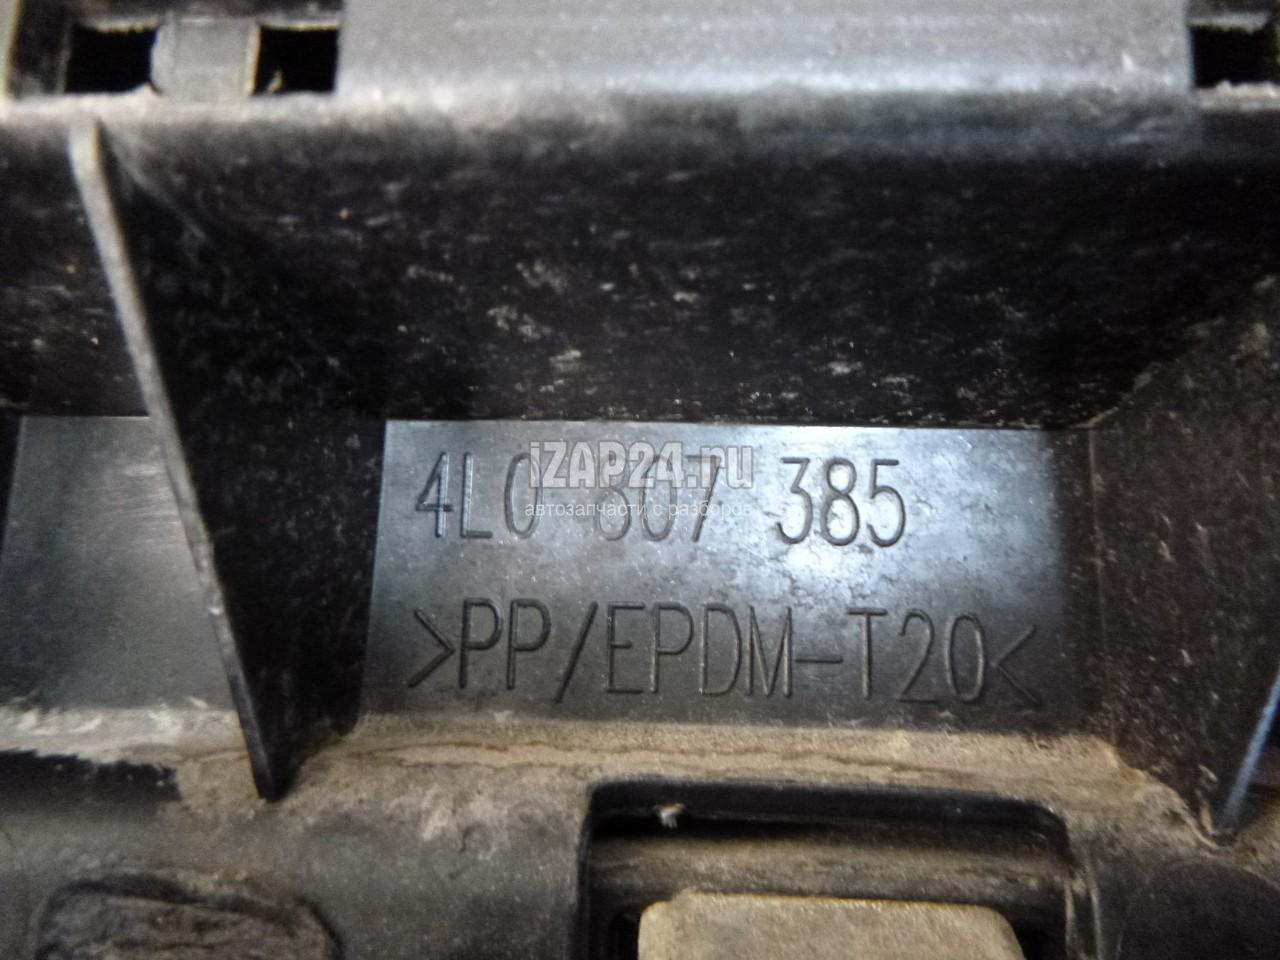 iZAP24.ru
4L0 807 385
автозапчасти с разборов
>PP/EPDM-T20<